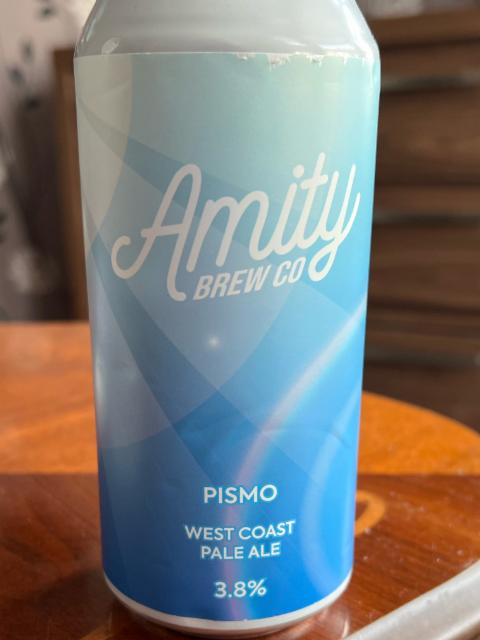 Amity
BREW CO
PISMO
WEST COAST
PALE ALE
3.8%